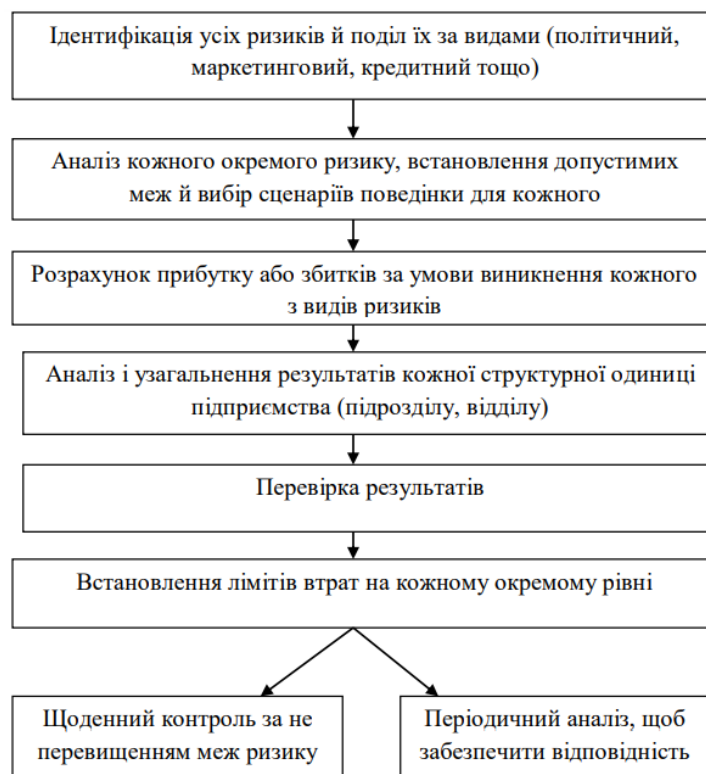 Ідентифікація усіх ризиків й поділ їх за видами (політичний,
маркетинговий, кредитний тощо)
Аналіз кожного окремого ризику, встановлення допустимих
меж й вибір сценаріїв поведінки для кожного
Розрахунок прибутку або збитків за умови виникнення кожного
з видів ризиків
Аналіз і узагальнення результатів кожної структурної одиниці
підприємства (підрозділу, відділу)
Перевірка результатів
Встановлення лімітів втрат на кожному окремому рівні
Щоденний контроль за не
перевищенням меж ризику
Періодичний аналіз, щоб
забезпечити відповідність